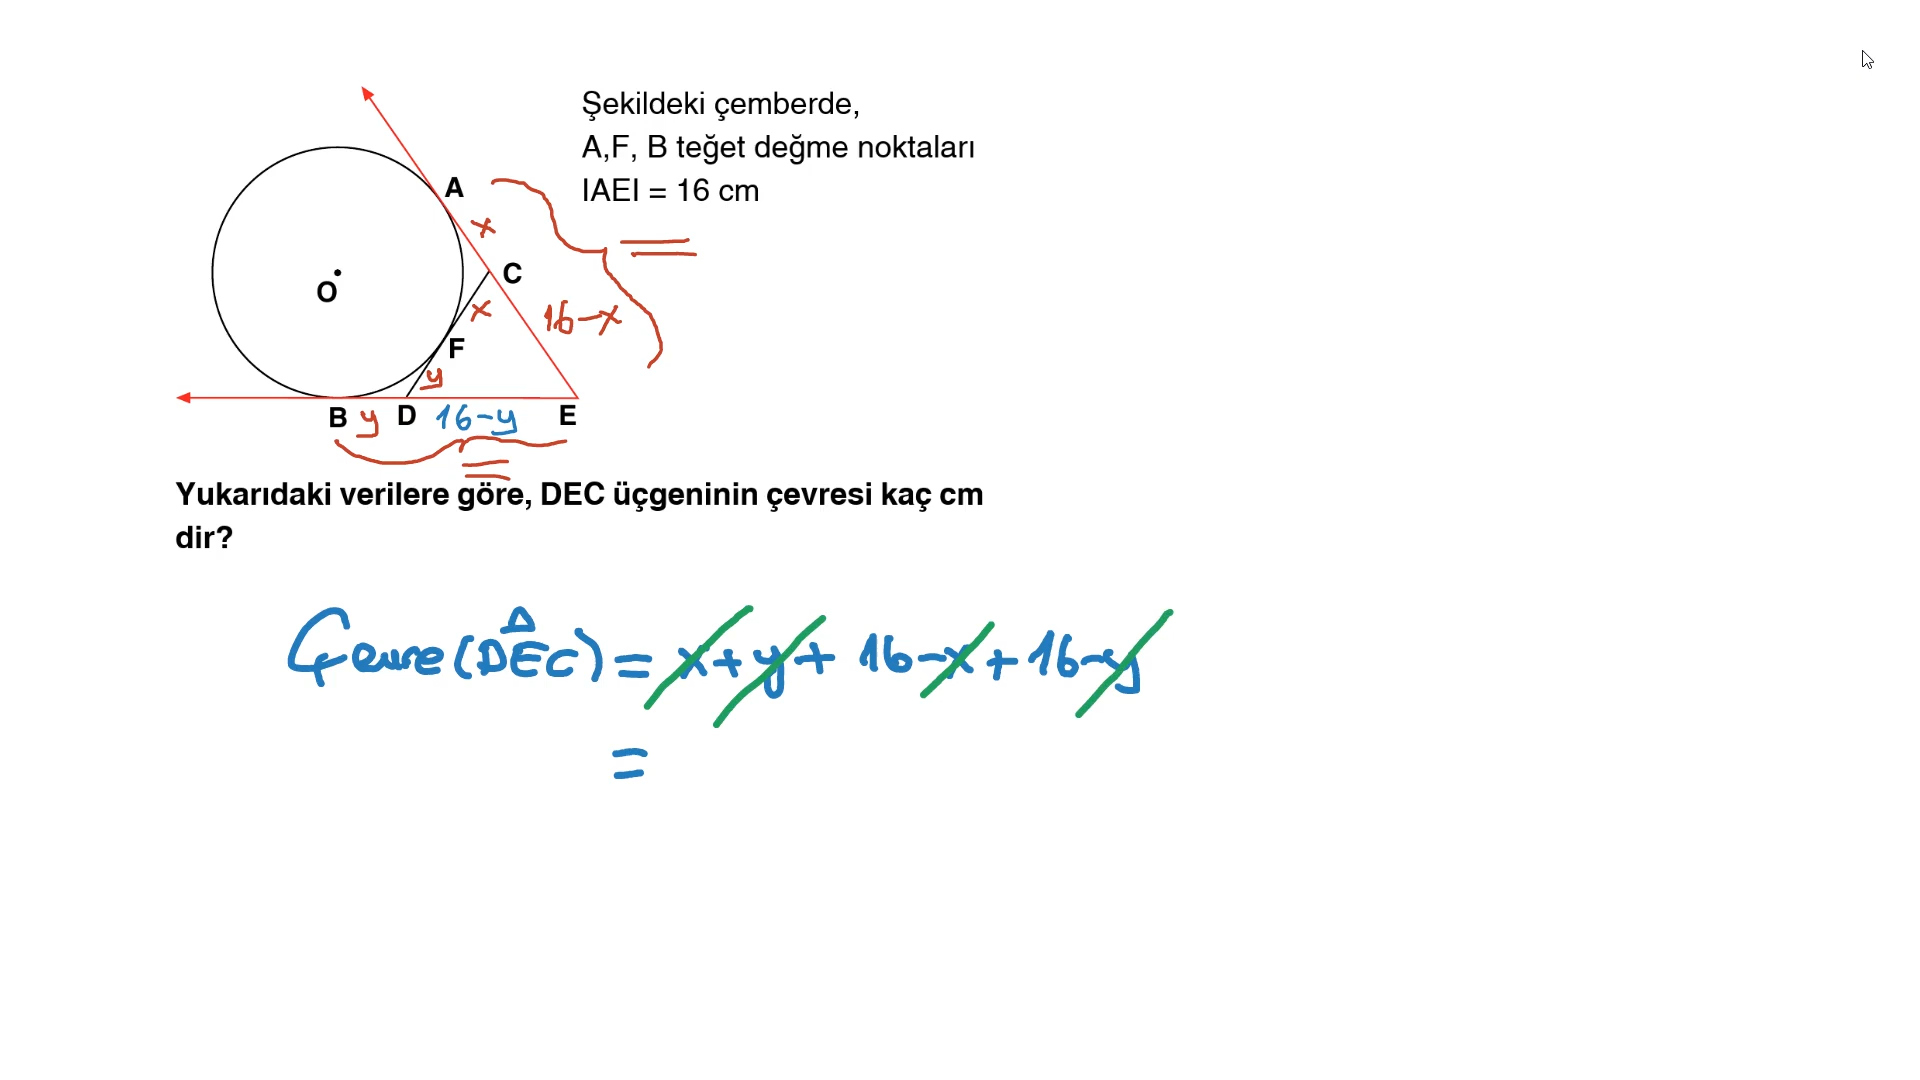 Şekildeki çemberde,
A,F, B teğet değme noktaları
IAEI = 16 cm
A
x
C
O
x
16-x
F
y
B y D 16-y E
Yukarıdaki verilere göre, DEC üçgeninin çevresi kaç cm
dir?
Çevre(DEC) = x+y+ 16-x+16-y
=